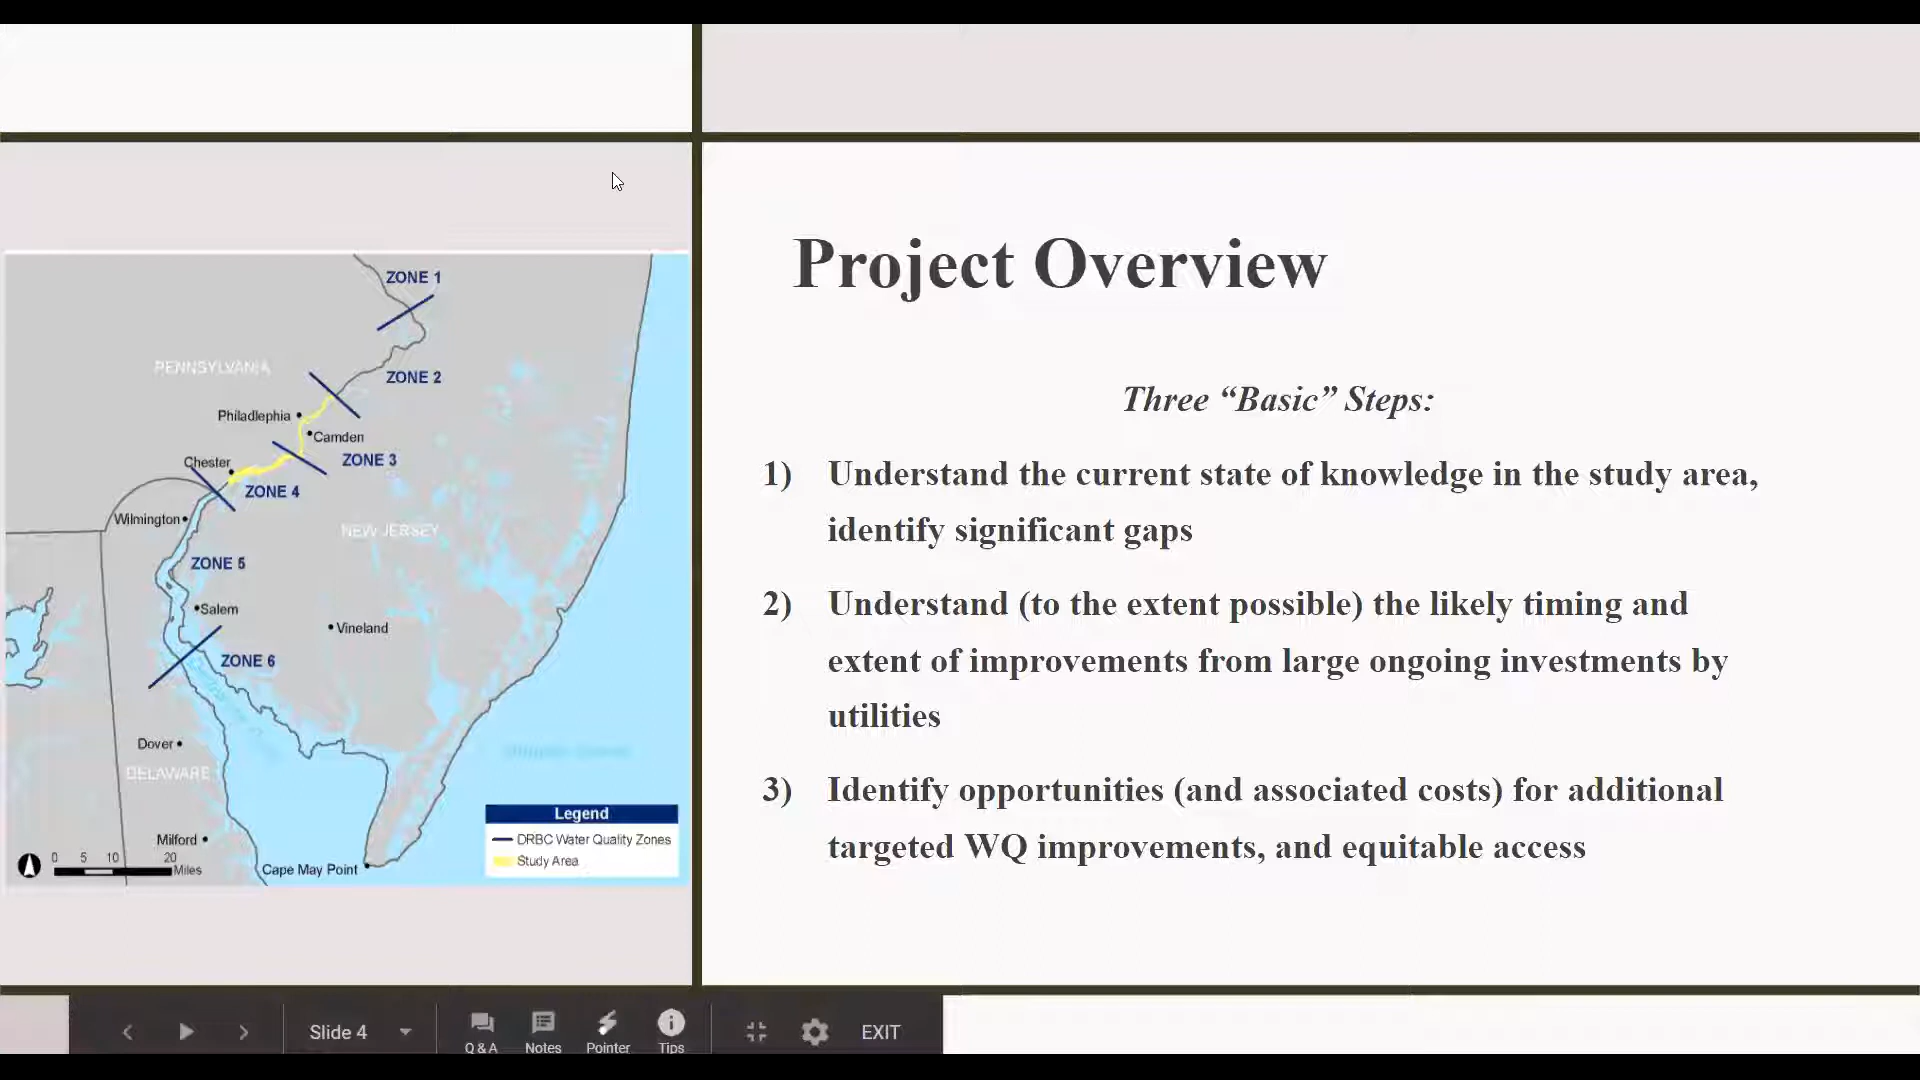 Project Overview
Three “Basic” Steps:
1) Understand the current state of knowledge in the study area,
identify significant gaps
2) Understand (to the extent possible) the likely timing and
extent of improvements from large ongoing investments by
utilities
3) Identify opportunities (and associated costs) for additional
targeted WQ improvements, and equitable access
ZONE 1
PENNSYLVANIA
ZONE 2
Philadlephia
Camden
Chester
ZONE 3
ZONE 4
Wilmington
NEW JERSEY
ZONE 5
Salem
Vineland
ZONE 6
Dover
DELAWARE
Milford
Cape May Point
0 5 10 20
Miles
Legend
DRBC Water Quality Zones
Study Area
Slide 4
Q & A
Notes
Pointer
Tips
EXIT